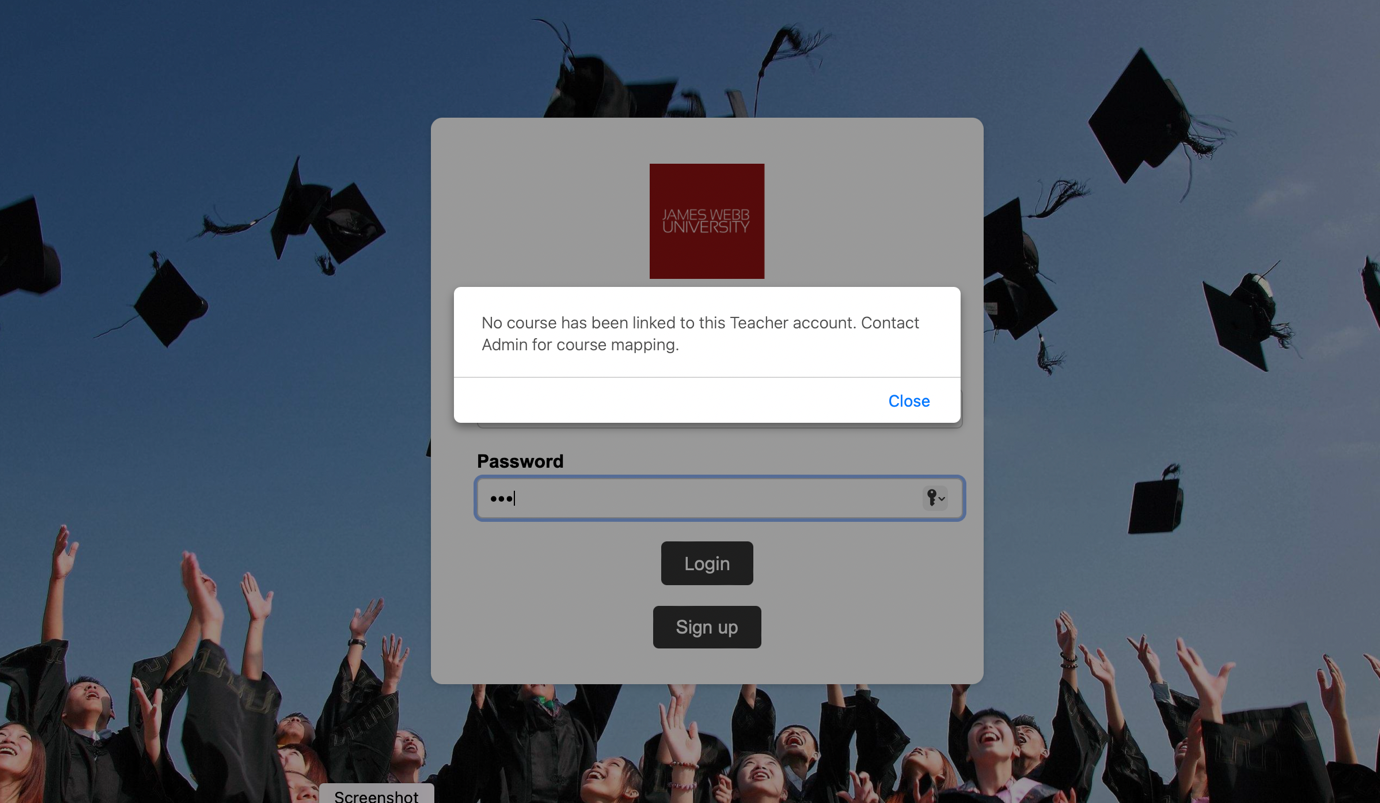 JAMES WEBB
UNIVERSITY
No course has been linked to this Teacher account. Contact
Admin for course mapping.
Close
Password
Login
Sign up
Screenshot